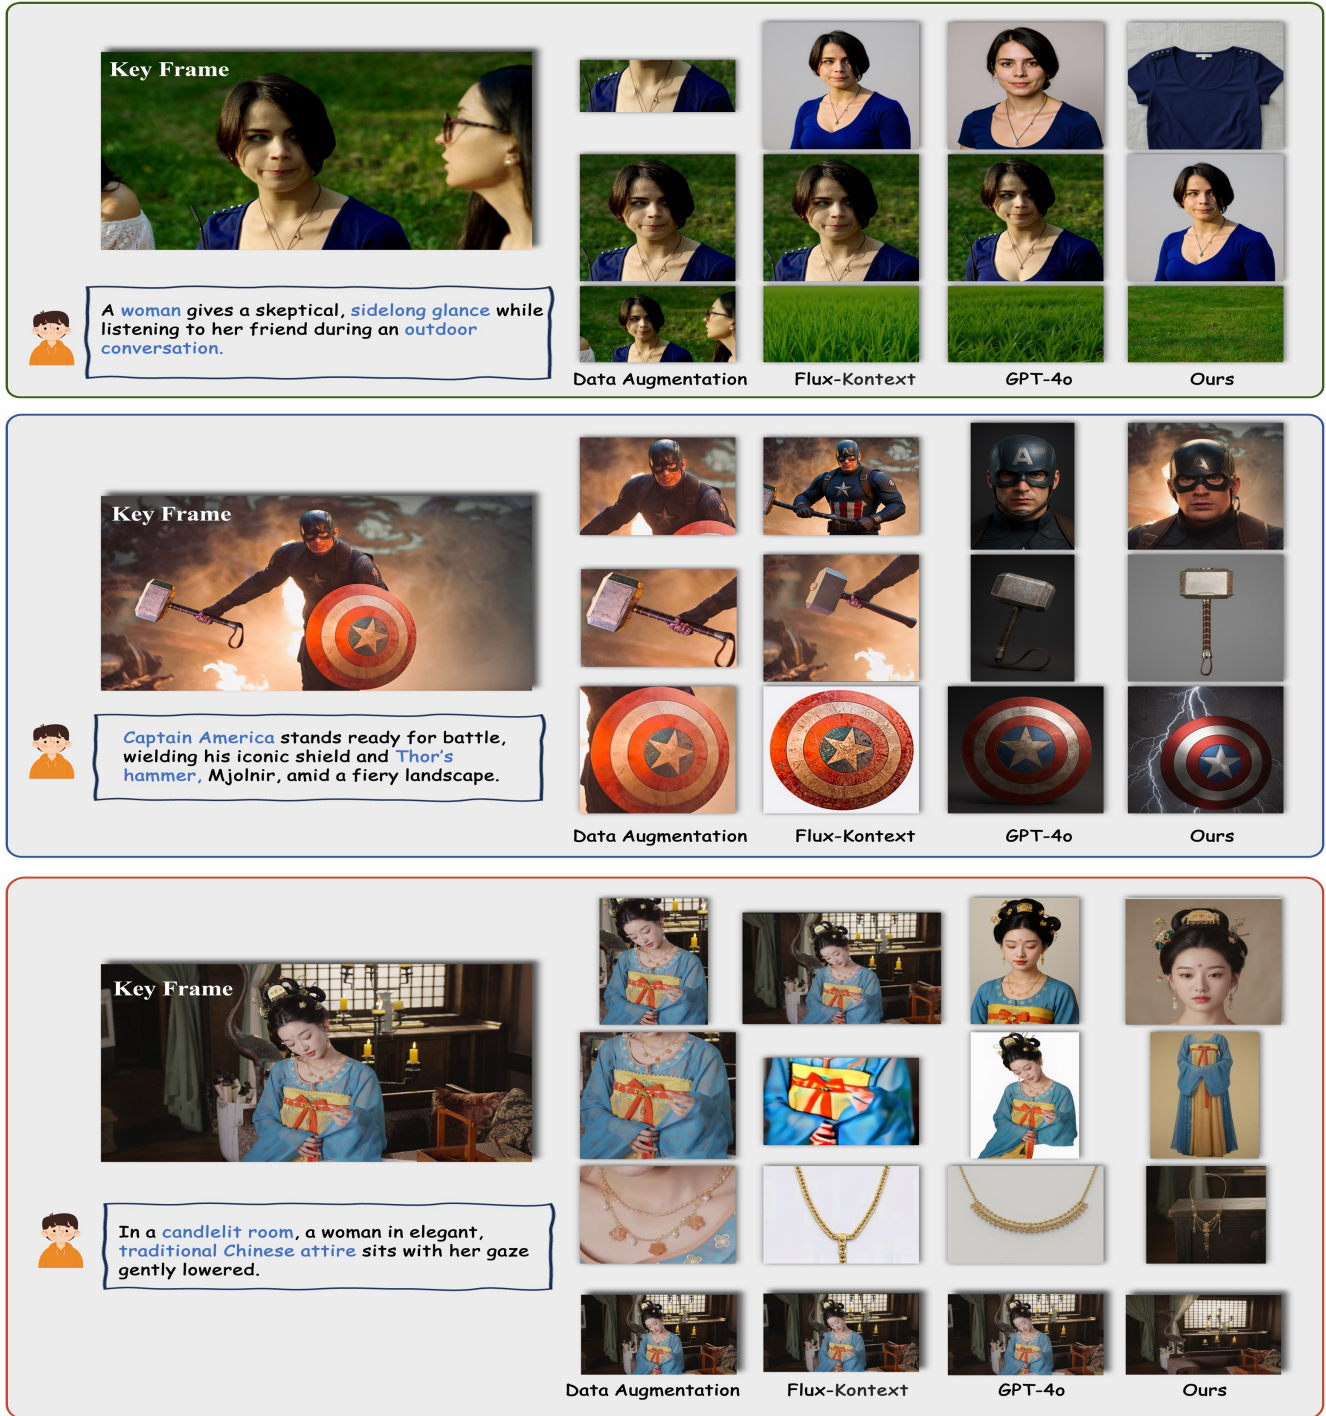 Key Frame
A woman gives a skeptical, sidelong glance while
listening to her friend during an outdoor
conversation.
Data Augmentation
Flux-Kontext
GPT-4o
Ours
Key Frame
Captain America stands ready for battle,
wielding his iconic shield and Thor's
hammer, Mjolnir, amid a fiery landscape.
Data Augmentation
Flux-Kontext
GPT-4o
Ours
Key Frame
In a candlelit room, a woman in elegant,
traditional Chinese attire sits with her gaze
gently lowered.
Data Augmentation
Flux-Kontext
GPT-4o
Ours